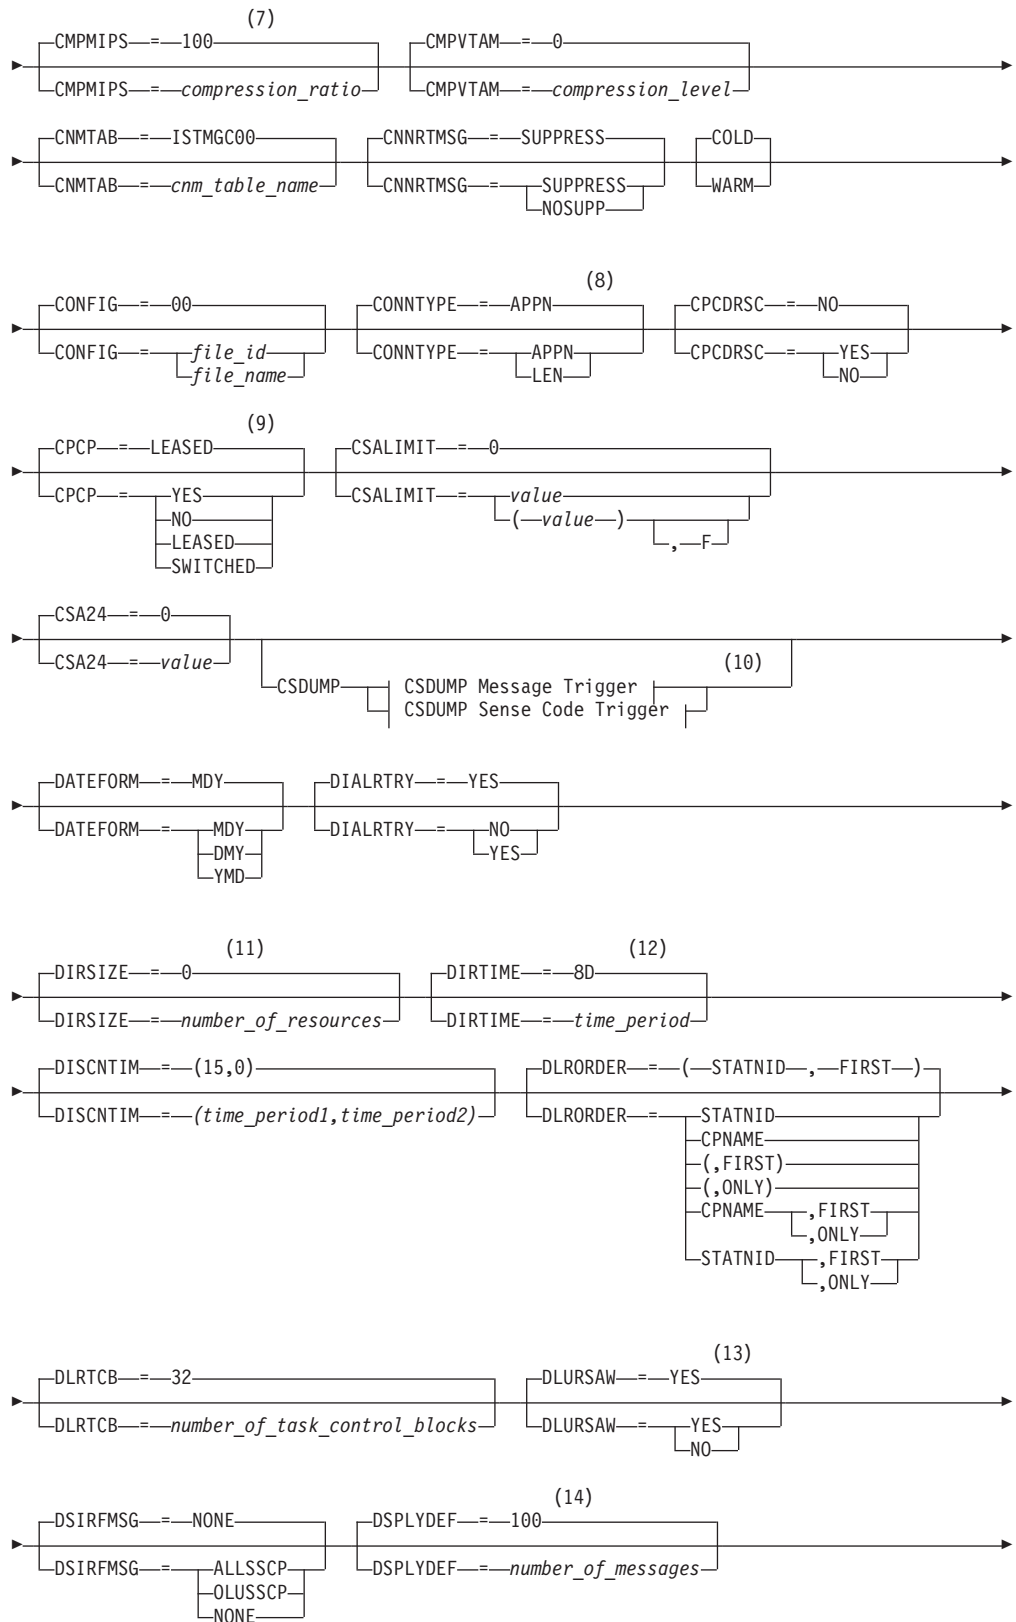 (7)
CMPMIPS = 100 CMPVTAM = 0
CMPMIPS = compression_ratio CMPVTAM = compression_level
CNMTAB = ISTMGC00 CNNRTMSG = SUPPRESS COLD
CNMTAB = cnm_table_name CNNRTMSG = SUPPRESS WARM
NOSUPP
(8)
CONFIG = 00 CONNTYPE = APPN CPCDRSC = NO
CONFIG = file_id CONNTYPE = APPN CPCDRSC = YES
file_name LEN NO
(9)
CPCP = LEASED CSALIMIT = 0
CPCP = YES CSALIMIT = value
NO ( value )
LEASED , F
SWITCHED
CSA24 = 0
CSA24 = value (10)
CSDUMP CSDUMP Message Trigger
CSDUMP Sense Code Trigger
DATEFORM = MDY DIALRTRY = YES
DATEFORM = MDY DIALRTRY = NO
DMY YES
YMD
(11) (12)
DIRSIZE = 0 DIRTIME = 8D
DIRSIZE = number_of_resources DIRTIME = time_period
DISCNTIM = (15,0) DLRORDER = ( STATNID , FIRST )
DISCNTIM = (time_period1,time_period2) DLRORDER = STATNID
CPNAME
(,FIRST)
(,ONLY)
CPNAME ,FIRST
,ONLY
STATNID ,FIRST
,ONLY
(13)
DLRTCB = 32 DLURSAW = YES
DLRTCB = number_of_task_control_blocks DLURSAW = YES
NO
(14)
DSIRFMSG = NONE DSPLYDEF = 100
DSIRFMSG = ALLSSCP DSPLYDEF = number_of_messages
OLUSSCP
NONE